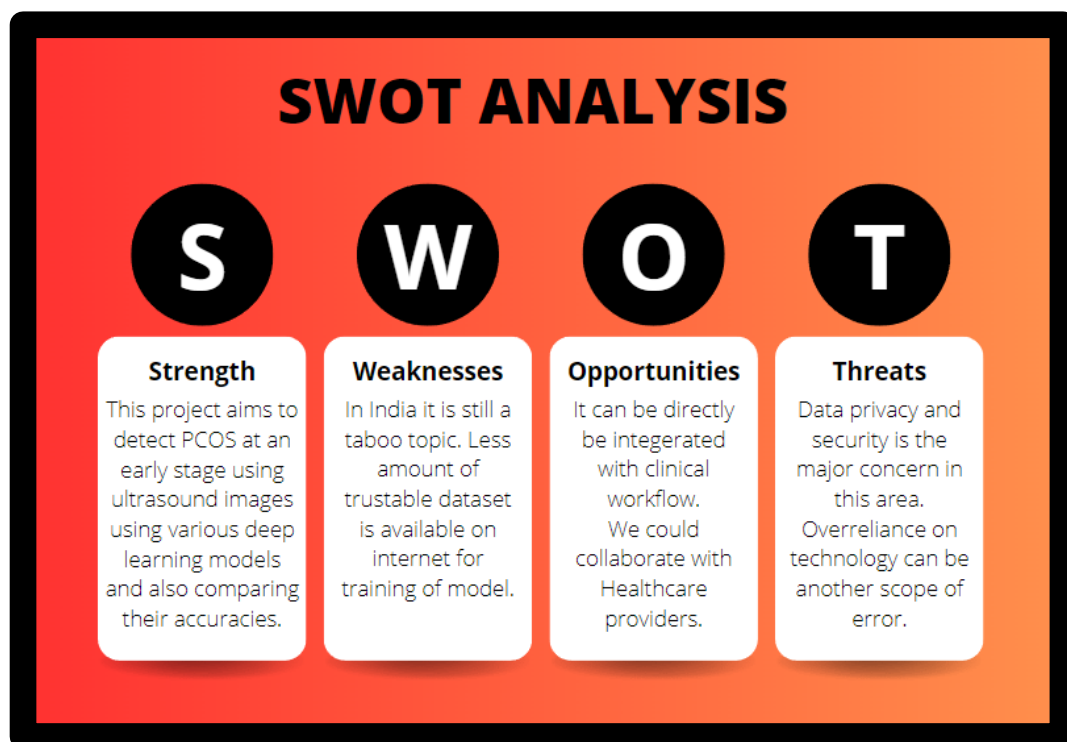 SWOT ANALYSIS
S
W
O
T
Strength
This project aims to
detect PCOS at an
early stage using
ultrasound images
using various deep
learning models
and also comparing
their accuracies.
Weaknesses
In India it is still a
taboo topic. Less
amount of
trustable dataset
is available on
internet for
training of model.
Opportunities
It can be directly
be integerated
with clinical
workflow.
We could
collaborate with
Healthcare
providers.
Threats
Data privacy and
security is the
major concern in
this area.
Overreliance on
technology can be
another scope of
error.